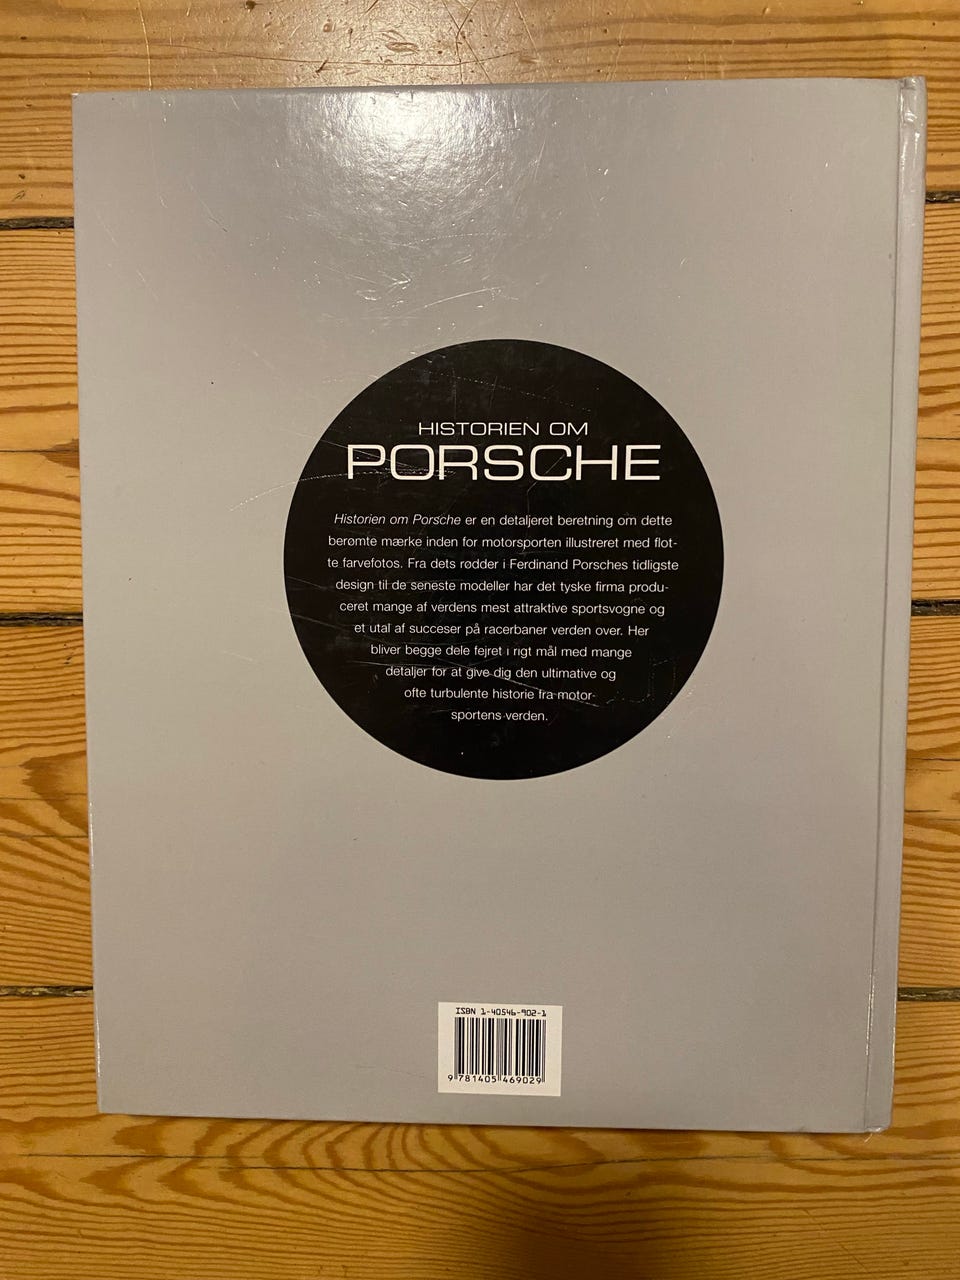 HISTORIEN OM
PORSCHE
Historien om Porsche er en detaljeret beretning om dette
berømte mærke inden for motorsporten illustreret med flot-
te farvefotos. Fra dets rødder i Ferdinand Porsches tidligste
design til de seneste modeller har det tyske firma produ-
ceret mange af verdens mest attraktive sportsvogne og
et utal af succeser på racerbaner verden over. Her
bliver begge dele fejret i rigt mål med mange
detaljer for at give dig den ultimative og
ofte turbulente historie fra motor-
sportens verden.
ISBN 1-40546-902-1
9 781405 469029